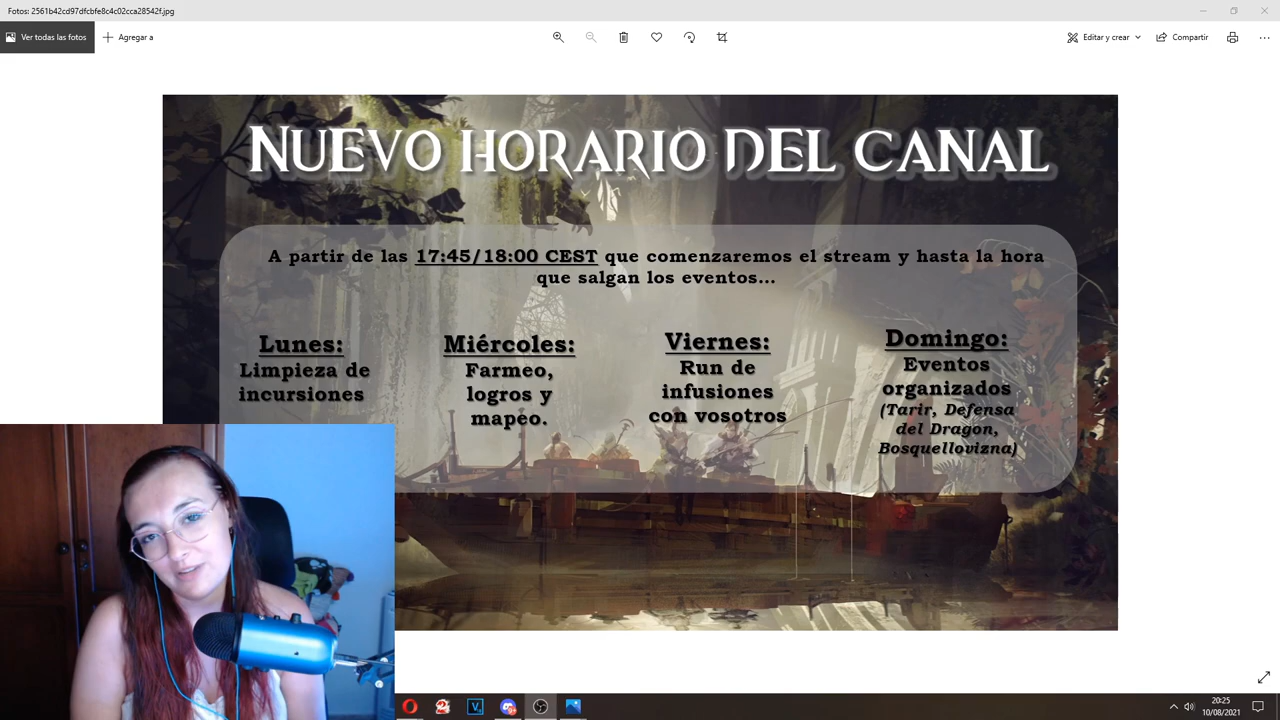 Fotos: 2561b42cd97dfcbfe8c4c02cca28542f.jpg
Ver todas las fotos
Agregar a
Editar y crear
Compartir
NUEVO HORARIO DEL CANAL
A partir de las 17:45/18:00 CEST que comenzaremos el stream y hasta la hora
que salgan los eventos...
Lunes:
Limpieza de
incursiones
Miércoles:
Farmeo,
logros y
mapeo.
Viernes:
Run de
infusiones
con vosotros
Domingo:
Eventos
organizados
(Tarir, Defensa
del Dragon,
Bosquellovizna)
20:25
10/08/2021